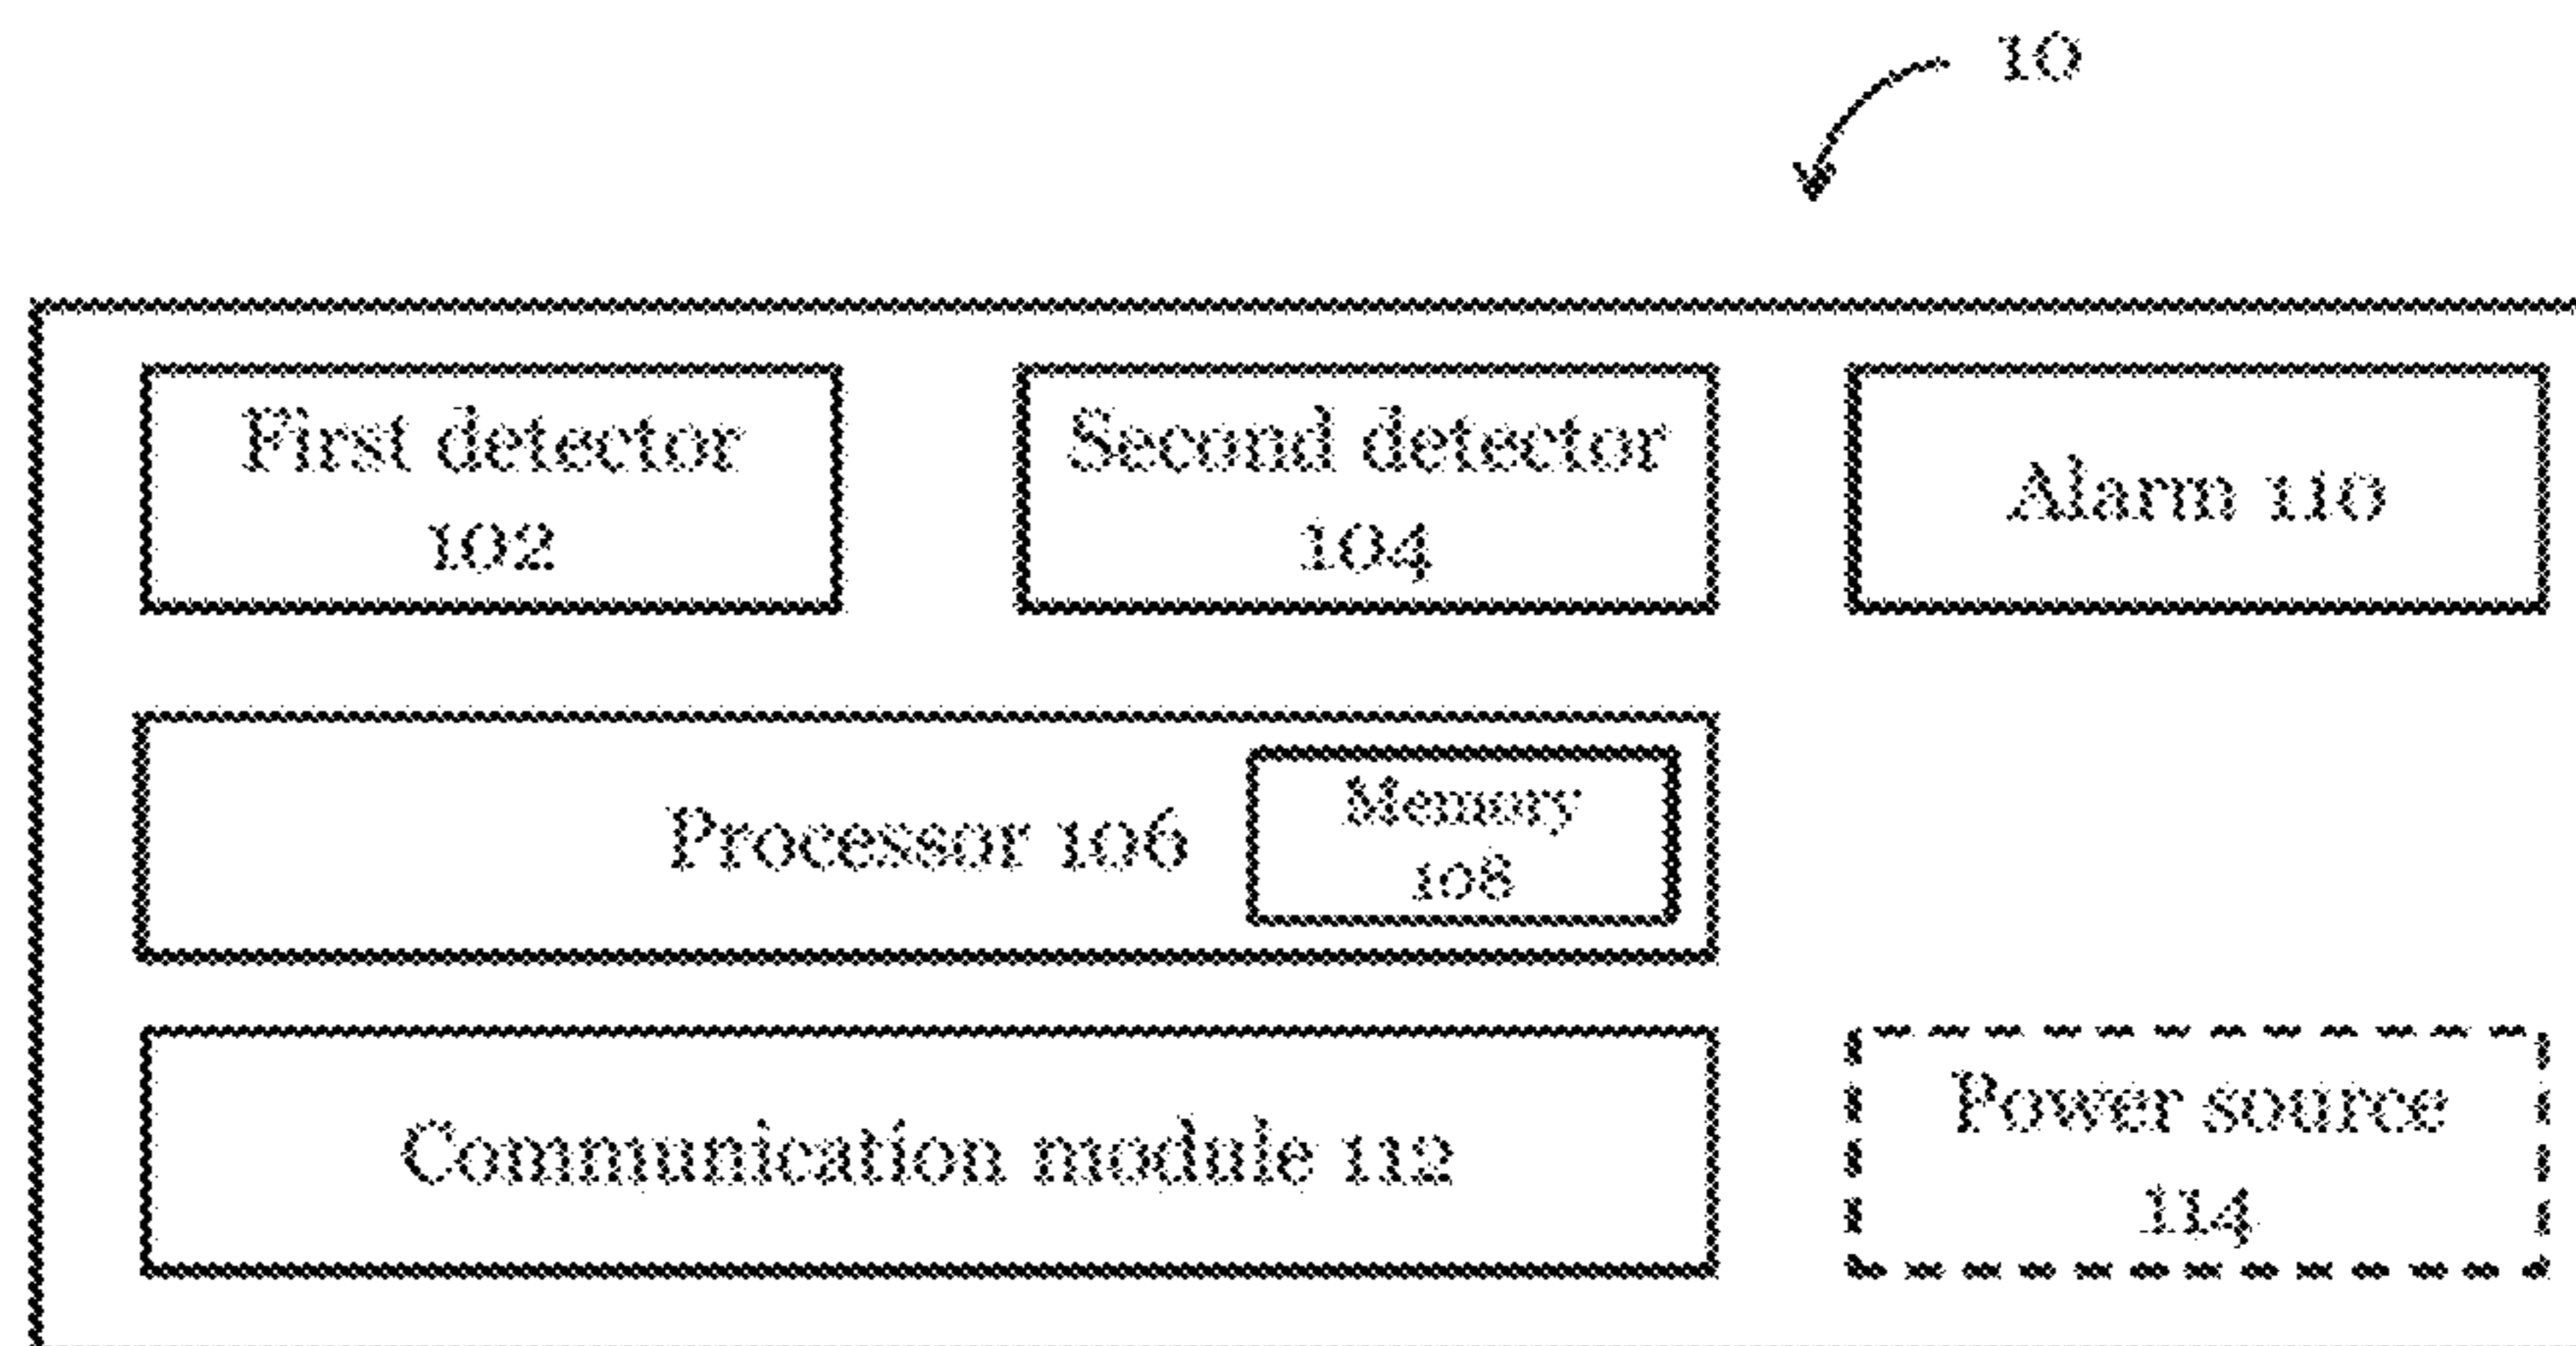 10
First detector
102
Second detector
104
Alarm 110
Processor 106
Memory
108
Communication module 112
Power source
114